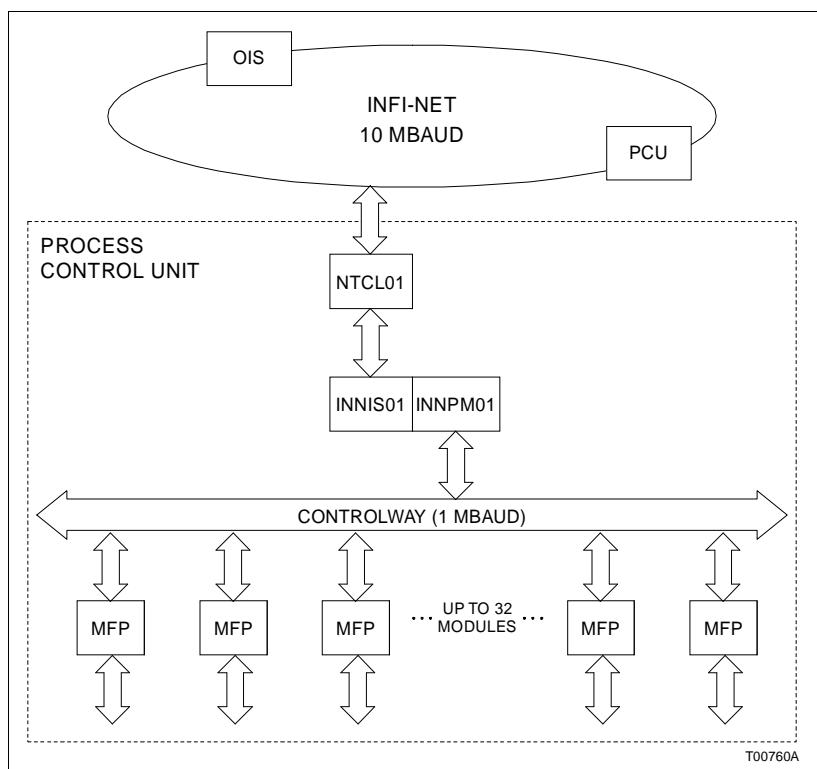 OIS
INFI-NET
10 MBAUD
PCU
PROCESS
CONTROL UNIT
NTCL01
INNIS01 INNPM01
CONTROLWAY (1 MBAUD)
MFP MFP MFP ... UP TO 32 MODULES ... MFP MFP
T00760A